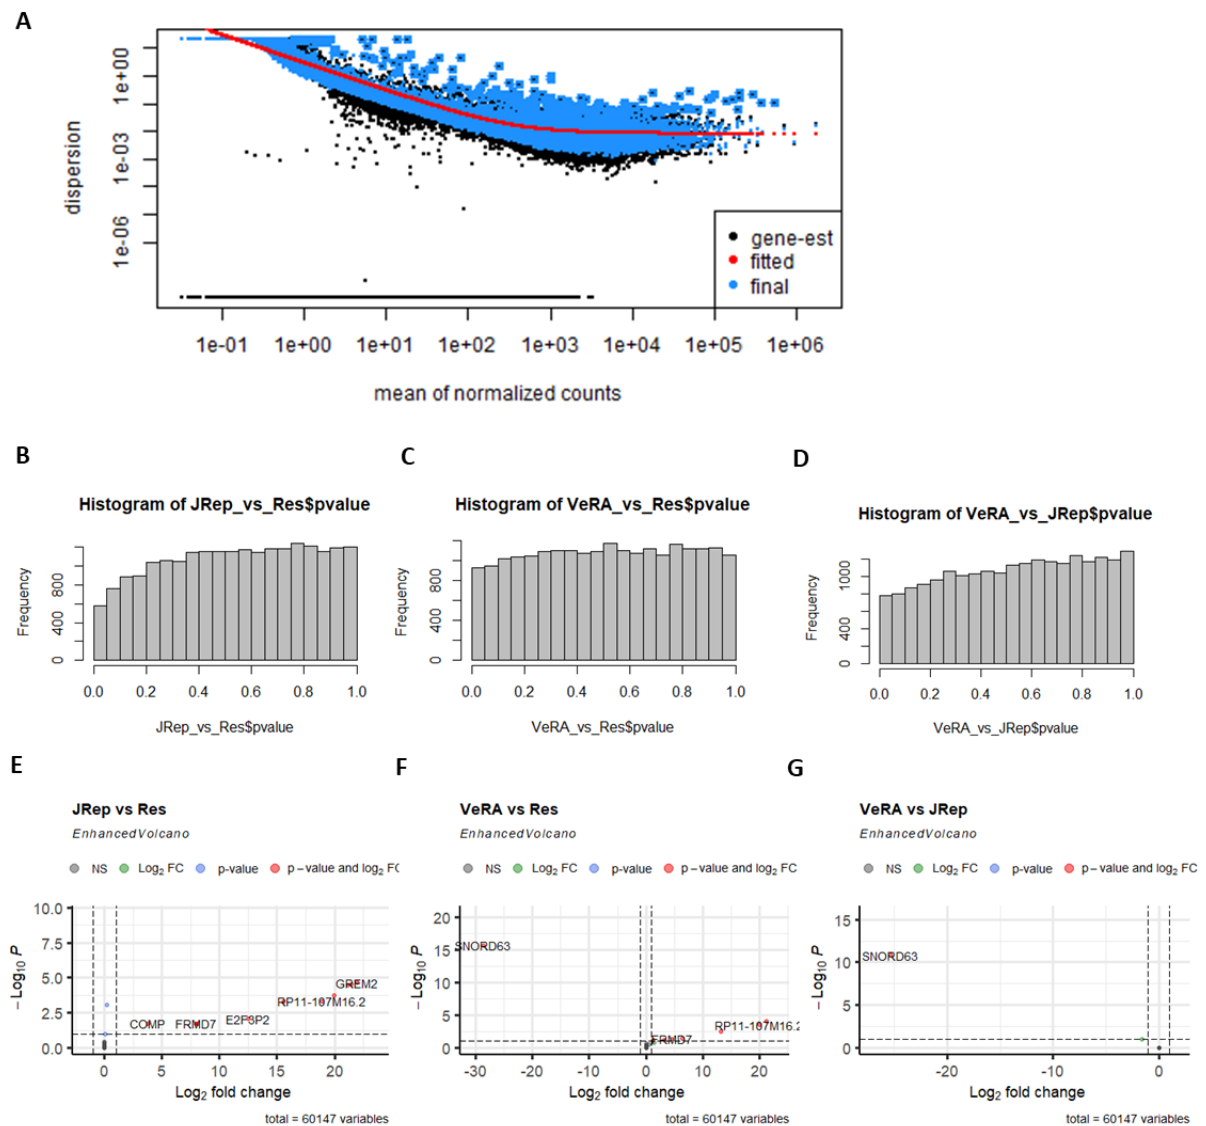 A
dispersion
1e+00
1e-03
1e-06
gene-est
fitted
final
1e-01 1e+00 1e+01 1e+02 1e+03 1e+04 1e+05 1e+06
mean of normalized counts
B
Histogram of JRep_vs_Res$pvalue
Frequency
800
400
0
0.0 0.2 0.4 0.6 0.8 1.0
JRep_vs_Res$pvalue
C
Histogram of VeRA_vs_Res$pvalue
Frequency
800
400
0
0.0 0.2 0.4 0.6 0.8 1.0
VeRA_vs_Res$pvalue
D
Histogram of VeRA_vs_JRep$pvalue
Frequency
1000
400
0
0.0 0.2 0.4 0.6 0.8 1.0
VeRA_vs_JRep$pvalue
E
JRep vs Res
EnhancedVolcano
NS Log2 FC p-value p – value and log2 FC
– Log10 P
10.0
7.5
5.0
2.5
0.0
GREM2
RP11-107M16.2
COMP FRMD7 E2F3P2
0 5 10 15 20
Log2 fold change
total = 60147 variables
F
VeRA vs Res
EnhancedVolcano
NS Log2 FC p-value p – value and log2 FC
– Log10 P
20
15
10
5
0
SNORD63
RP11-107M16.2
FRMD7
-30 -20 -10 0 10 20
Log2 fold change
total = 60147 variables
G
VeRA vs JRep
EnhancedVolcano
NS Log2 FC p-value p – value and log2 FC
– Log10 P
15
10
5
0
SNORD63
-20 -10 0
Log2 fold change
total = 60147 variables